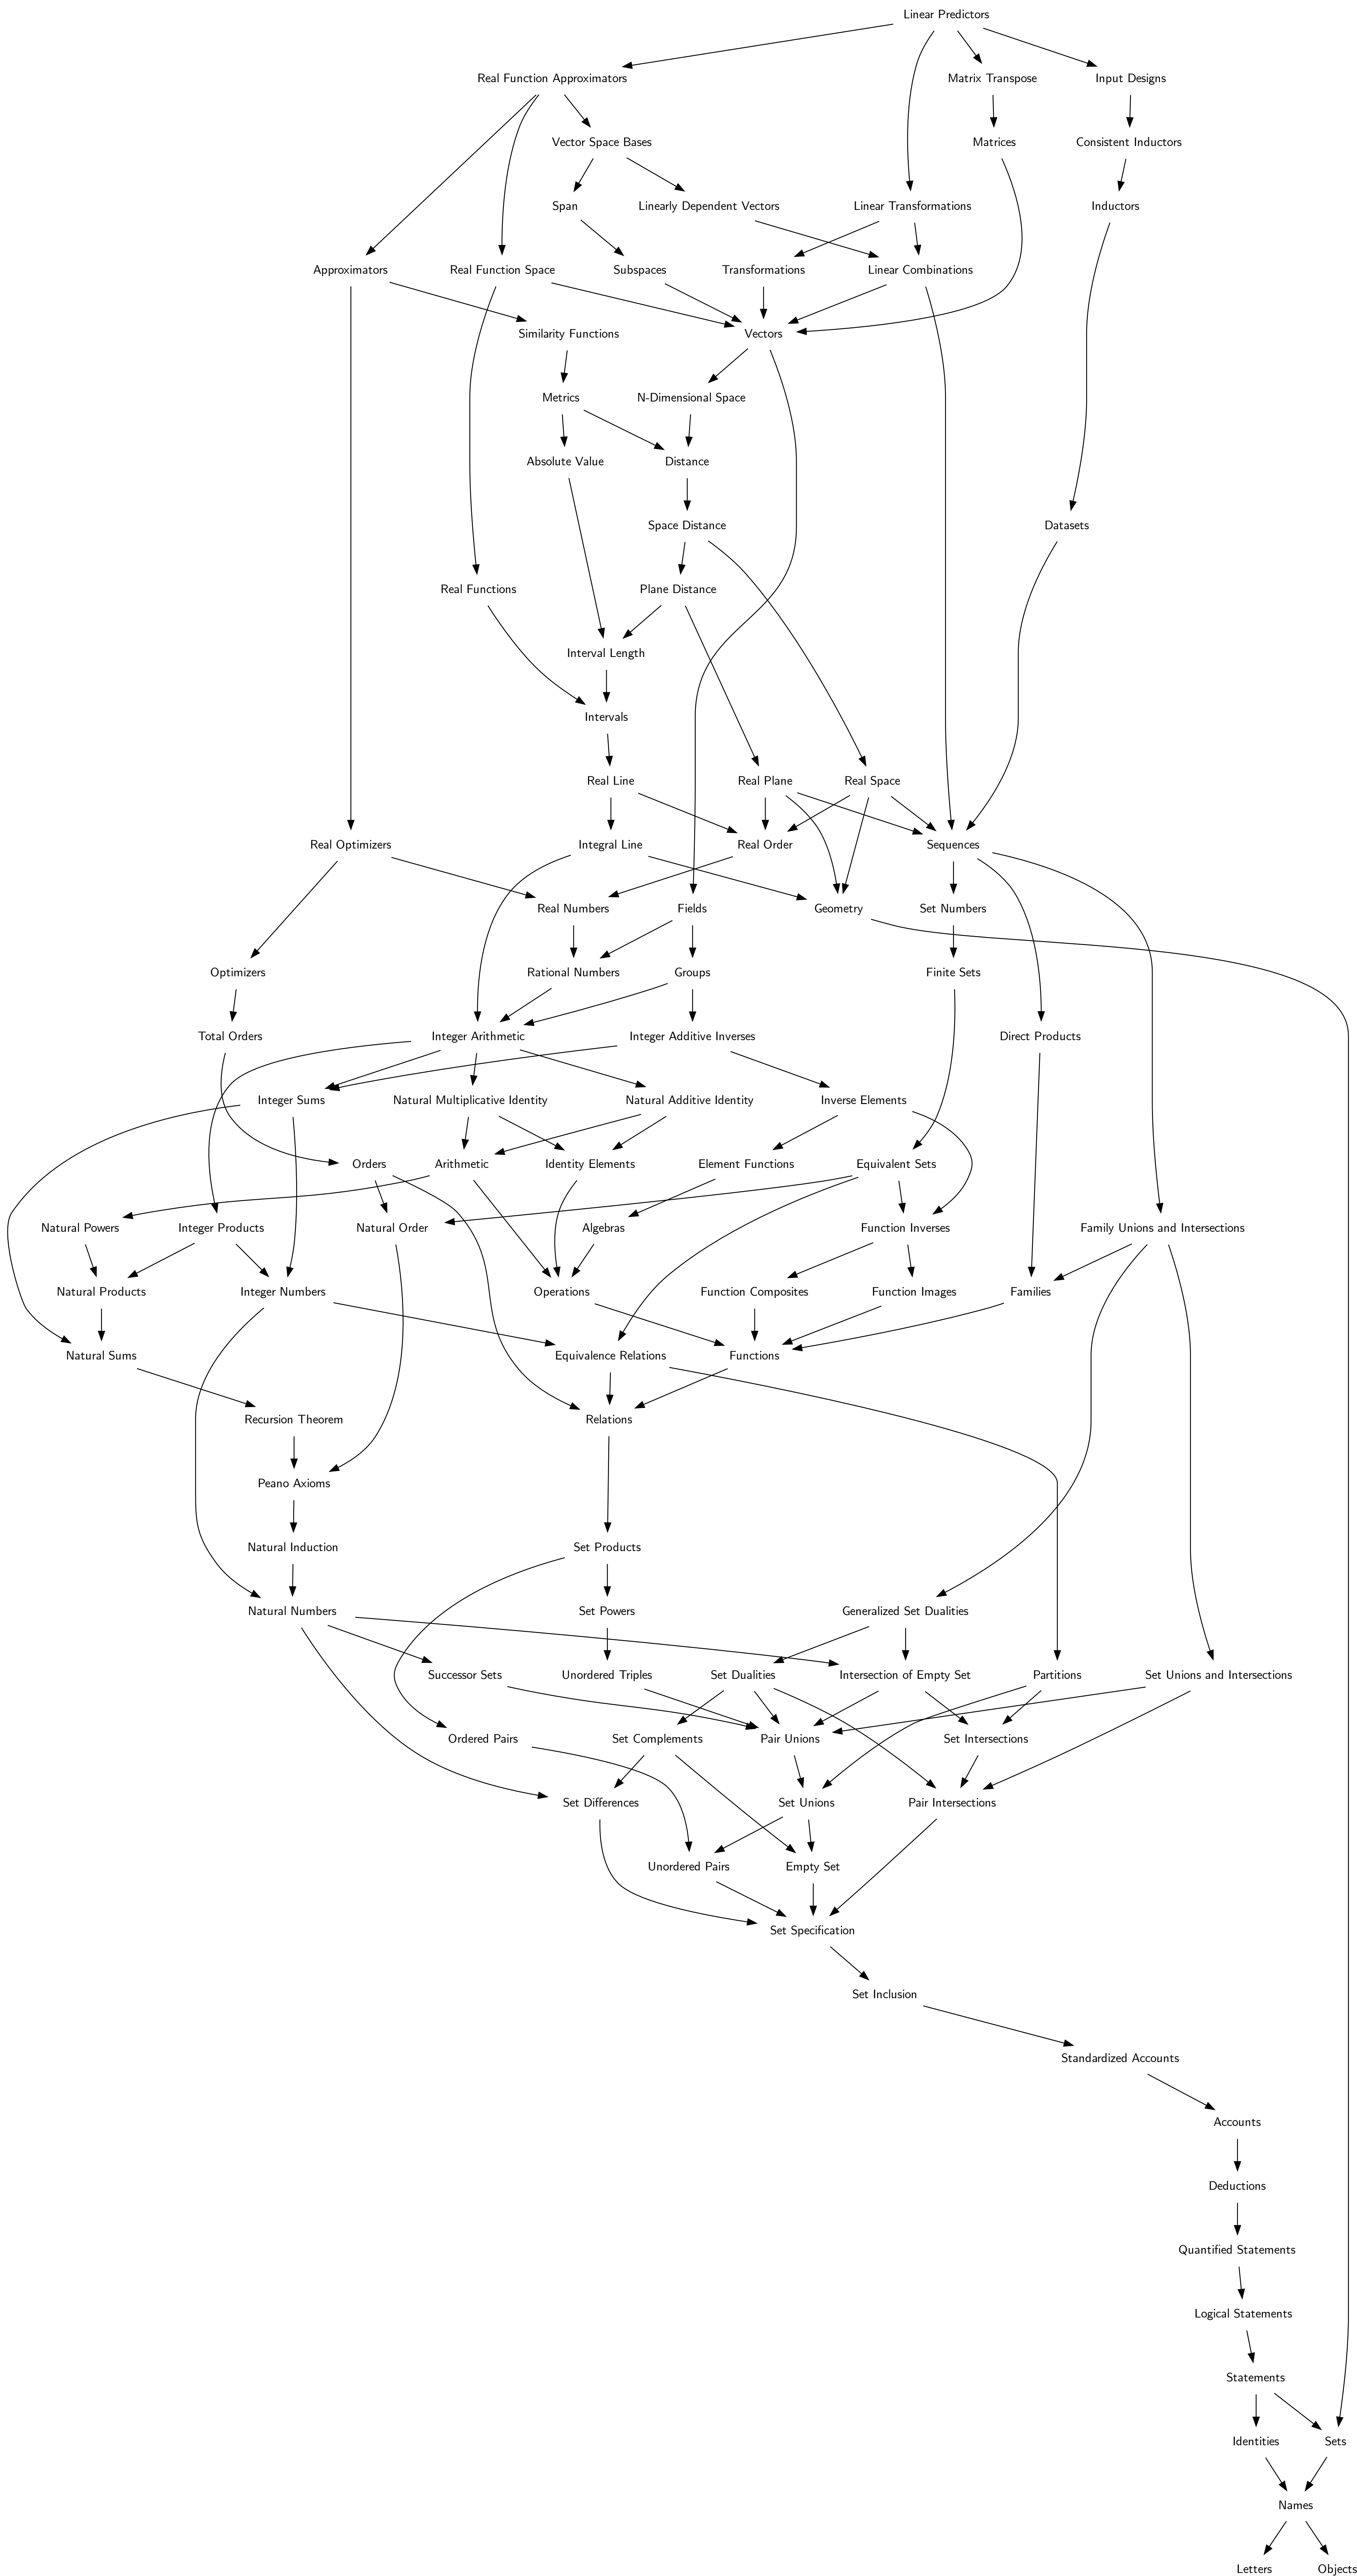 Linear Predictors
Real Function Approximators
Matrix Transpose
Input Designs
Vector Space Bases
Matrices
Consistent Inductors
Span
Linearly Dependent Vectors
Linear Transformations
Inductors
Approximators
Real Function Space
Subspaces
Transformations
Linear Combinations
Similarity Functions
Vectors
Metrics
N-Dimensional Space
Absolute Value
Distance
Space Distance
Datasets
Real Functions
Plane Distance
Interval Length
Intervals
Real Line
Real Plane
Real Space
Real Optimizers
Integral Line
Real Order
Sequences
Real Numbers
Fields
Geometry
Set Numbers
Optimizers
Rational Numbers
Groups
Finite Sets
Total Orders
Integer Arithmetic
Integer Additive Inverses
Direct Products
Integer Sums
Natural Multiplicative Identity
Natural Additive Identity
Inverse Elements
Orders
Arithmetic
Identity Elements
Element Functions
Equivalent Sets
Natural Powers
Integer Products
Natural Order
Algebras
Function Inverses
Family Unions and Intersections
Natural Products
Integer Numbers
Operations
Function Composites
Function Images
Families
Natural Sums
Equivalence Relations
Functions
Recursion Theorem
Relations
Peano Axioms
Natural Induction
Set Products
Natural Numbers
Set Powers
Generalized Set Dualities
Successor Sets
Unordered Triples
Set Dualities
Intersection of Empty Set
Partitions
Set Unions and Intersections
Ordered Pairs
Set Complements
Pair Unions
Set Intersections
Set Differences
Set Unions
Pair Intersections
Unordered Pairs
Empty Set
Set Specification
Set Inclusion
Standardized Accounts
Accounts
Deductions
Quantified Statements
Logical Statements
Statements
Identities
Sets
Names
Letters
Objects